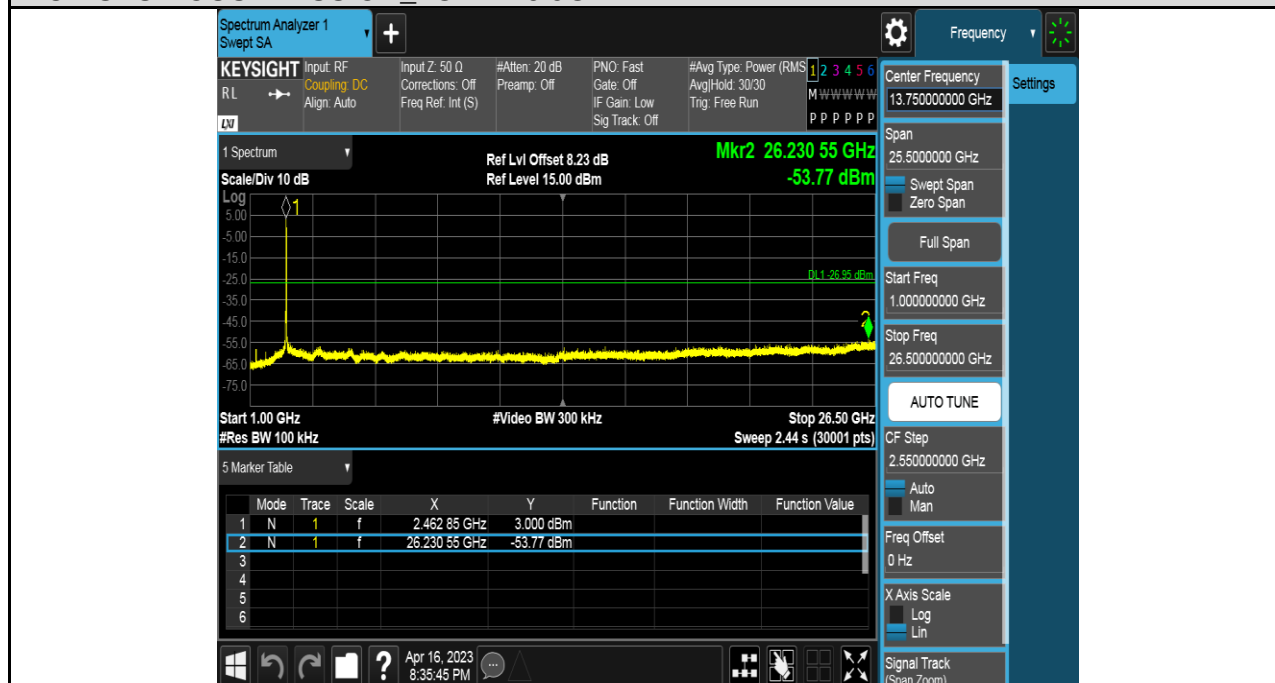 Spectrum Analyzer 1
Swept SA
Frequency
KEYSIGHT
R L
LXI
Input: RF
Coupling: DC
Align: Auto
Input Z: 50 Ω
Corrections: Off
Freq Ref: Int (S)
#Atten: 20 dB
Preamp: Off
PNO: Fast
Gate: Off
IF Gain: Low
Sig Track: Off
#Avg Type: Power (RMS
Avg|Hold: 30/30
Trig: Free Run
1 2 3 4 5 6
M W W W W W
P P P P P P
Settings
1 Spectrum
Scale/Div 10 dB
Ref Lvl Offset 8.23 dB
Ref Level 15.00 dBm
Mkr2 26.230 55 GHz
-53.77 dBm
Log
5.00
-5.00
-15.0
-25.0
-35.0
-45.0
-55.0
-65.0
-75.0
1
DL1 -26.95 dBm
2
Start 1.00 GHz
#Video BW 300 kHz
Stop 26.50 GHz
#Res BW 100 kHz
Sweep 2.44 s (30001 pts)
5 Marker Table
Mode Trace Scale X Y Function Function Width Function Value
1 N 1 f 2.462 85 GHz 3.000 dBm
2 N 1 f 26.230 55 GHz -53.77 dBm
3
4
5
6
?
Apr 16, 2023
8:35:45 PM
Center Frequency
13.750000000 GHz
Span
25.5000000 GHz
Swept Span
Zero Span
Full Span
Start Freq
1.000000000 GHz
Stop Freq
26.500000000 GHz
AUTO TUNE
CF Step
2.550000000 GHz
Auto
Man
Freq Offset
0 Hz
X Axis Scale
Log
Lin
Signal Track
(Span Zoom)